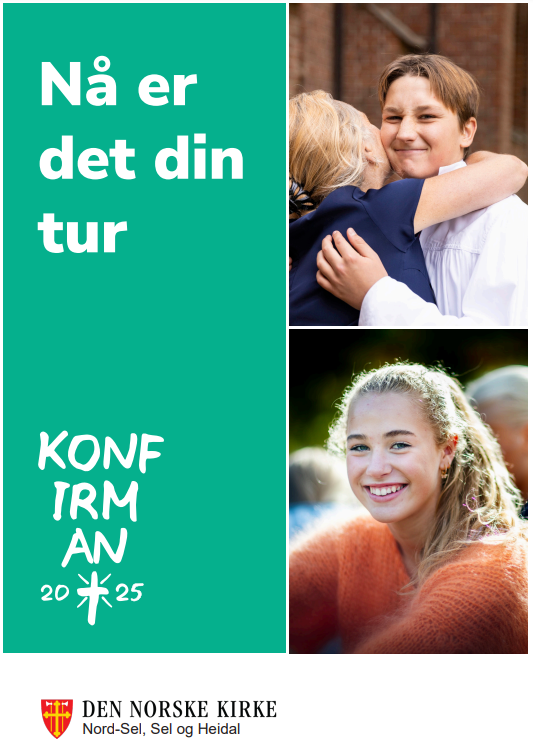 Nå er
det din
tur
KONF
IRM
AN
20 25
DEN NORSKE KIRKE
Nord-Sel, Sel og Heidal